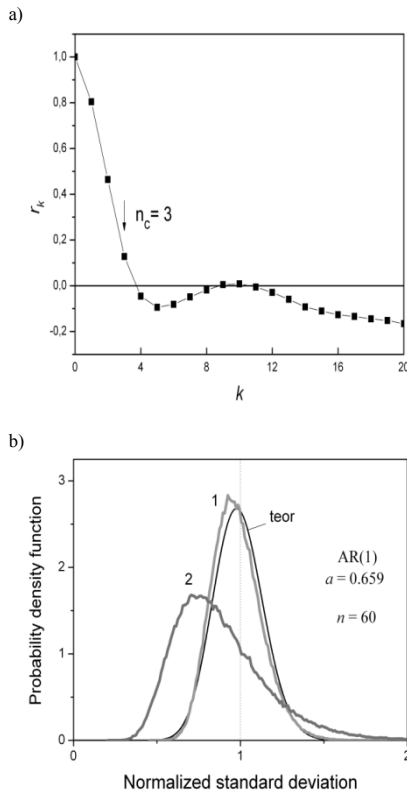 a)
1,0
0,8
0,6
0,4
0,2
0,0
-0,2
r_k
n_c = 3
0 4 8 12 16 20
k
b)
3
2
1
0
Probability density function
1
2
teor
AR(1)
a = 0.659
n = 60
0 1 2
Normalized standard deviation